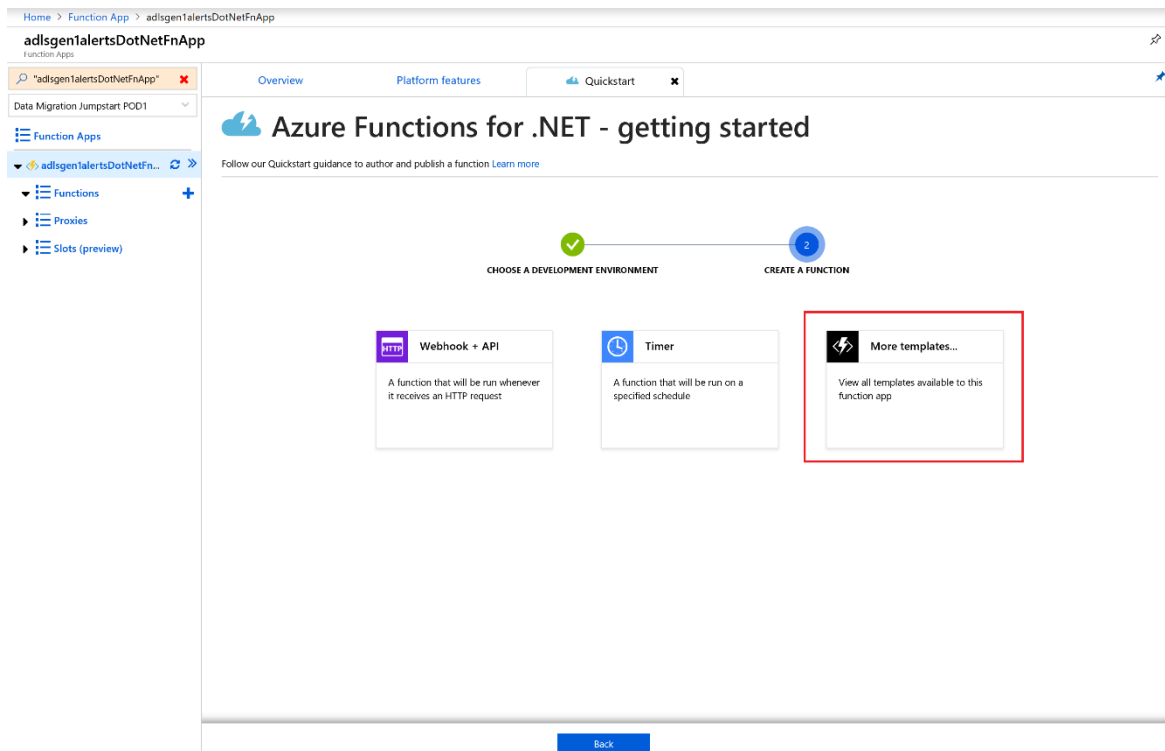 Home > Function App > adlsgen1alertsDotNetFnApp
adlsgen1alertsDotNetFnApp
Function Apps
"adlsgen1alertsDotNetFnApp"
Data Migration Jumpstart POD1
Function Apps
adlsgen1alertsDotNetFn...
Functions
Proxies
Slots (preview)
Overview
Platform features
Quickstart
Azure Functions for .NET - getting started
Follow our Quickstart guidance to author and publish a function Learn more
2
CHOOSE A DEVELOPMENT ENVIRONMENT
CREATE A FUNCTION
HTTP
Webhook + API
A function that will be run whenever
it receives an HTTP request
Timer
A function that will be run on a
specified schedule
More templates...
View all templates available to this
function app
Back